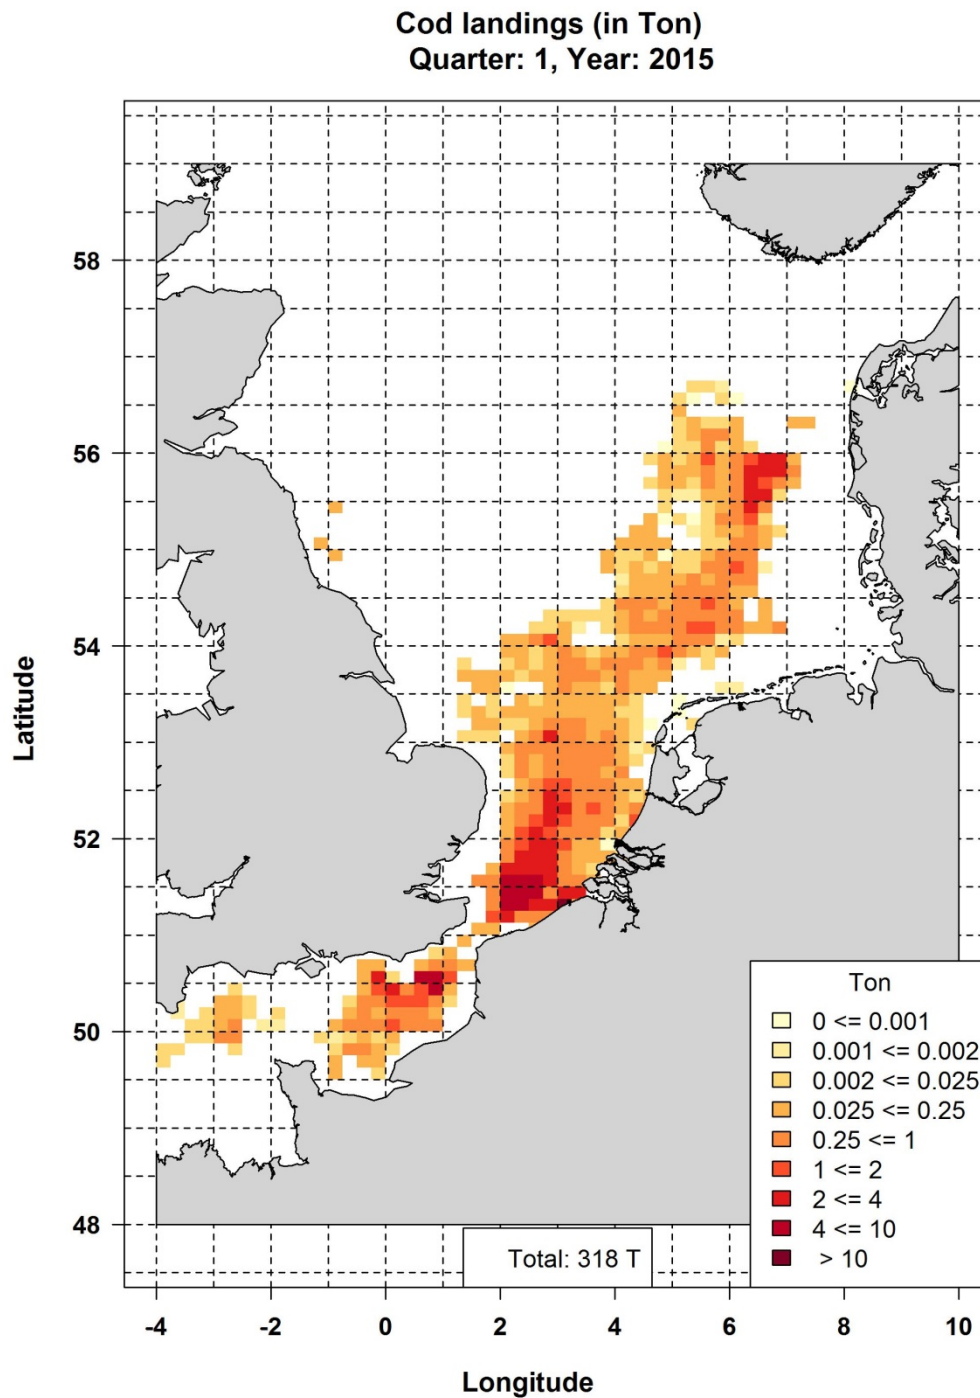 Cod landings (in Ton)
Quarter: 1, Year: 2015
Latitude
58
56
54
52
50
48
Ton
0 <= 0.001
0.001 <= 0.002
0.002 <= 0.025
0.025 <= 0.25
0.25 <= 1
1 <= 2
2 <= 4
4 <= 10
> 10
Total: 318 T
-4 -2 0 2 4 6 8 10
Longitude